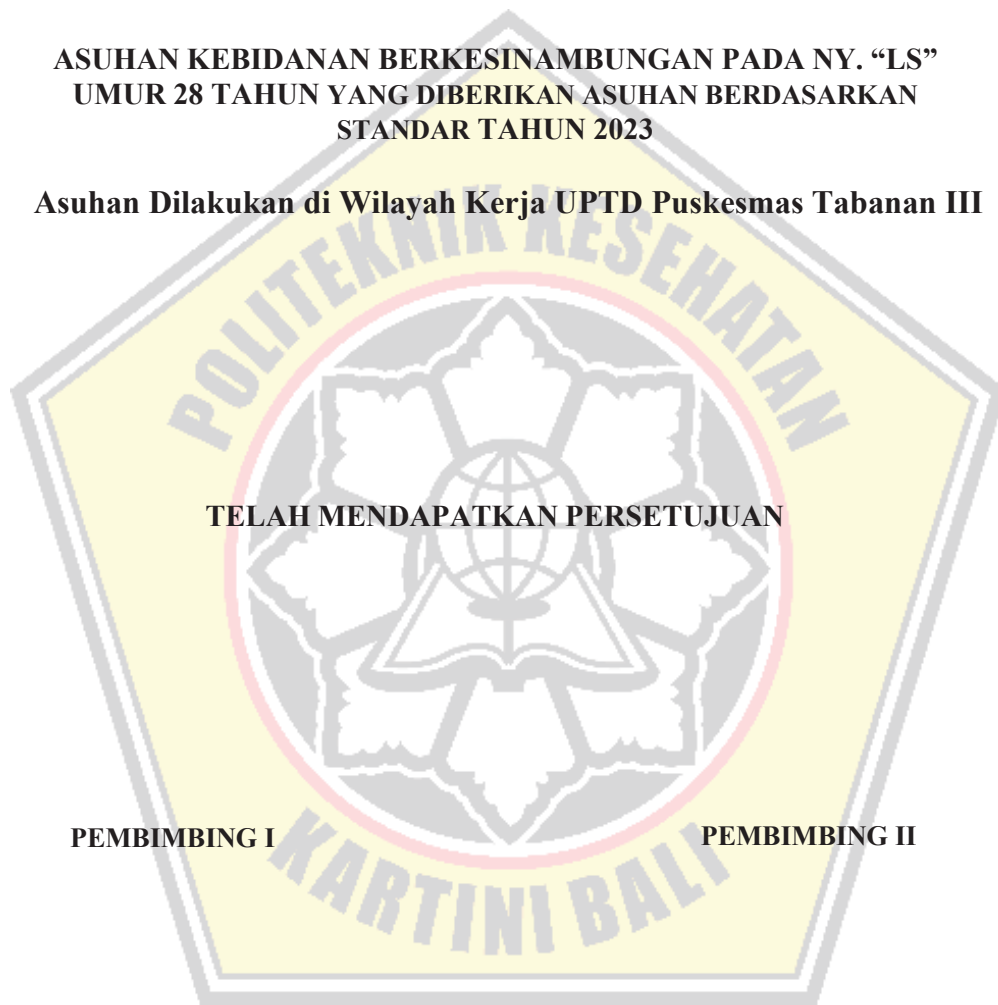 ASUHAN KEBIDANAN BERKESINAMBUNGAN PADA NY. “LS”
UMUR 28 TAHUN YANG DIBERIKAN ASUHAN BERDASARKAN
STANDAR TAHUN 2023
Asuhan Dilakukan di Wilayah Kerja UPTD Puskesmas Tabanan III
POLITEKNIK KESEHATAN
TELAH MENDAPATKAN PERSETUJUAN
PEMBIMBING I
PEMBIMBING II
KARTINI BALI